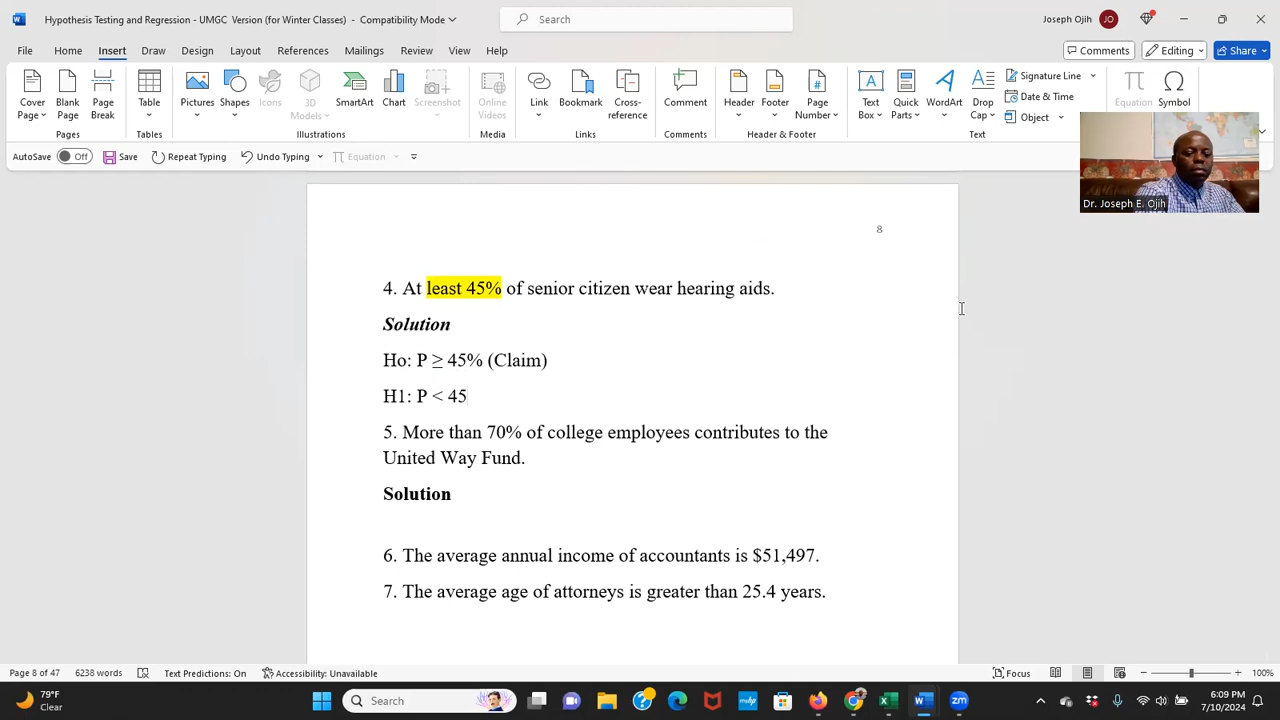 Hypothesis Testing and Regression - UMGC Version (for Winter Classes) - Compatibility Mode
Search
Joseph Ojih
JO
File Home Insert Draw Design Layout References Mailings Review View Help
Comments Editing Share
Cover Page Blank Page Page Break Table Pictures Shapes Icons 3D Models SmartArt Chart Screenshot Online Videos Link Bookmark Cross-reference Comment Header Footer Page Number Text Box Quick Parts WordArt Drop Cap Signature Line Date & Time Object Equation Symbol
Pages Tables Illustrations Media Links Comments Header & Footer Text
AutoSave Off Save Repeat Typing Undo Typing Equation
Dr. Joseph E. Ojih
8
4. At least 45% of senior citizen wear hearing aids.
Solution
Ho: P ≥ 45% (Claim)
H1: P < 45
5. More than 70% of college employees contributes to the
United Way Fund.
Solution
6. The average annual income of accountants is $51,497.
7. The average age of attorneys is greater than 25.4 years.
Page 8 of 47 6238 words Text Predictions: On Accessibility: Unavailable Focus 100%
79°F
Clear
Search
6:09 PM
7/10/2024